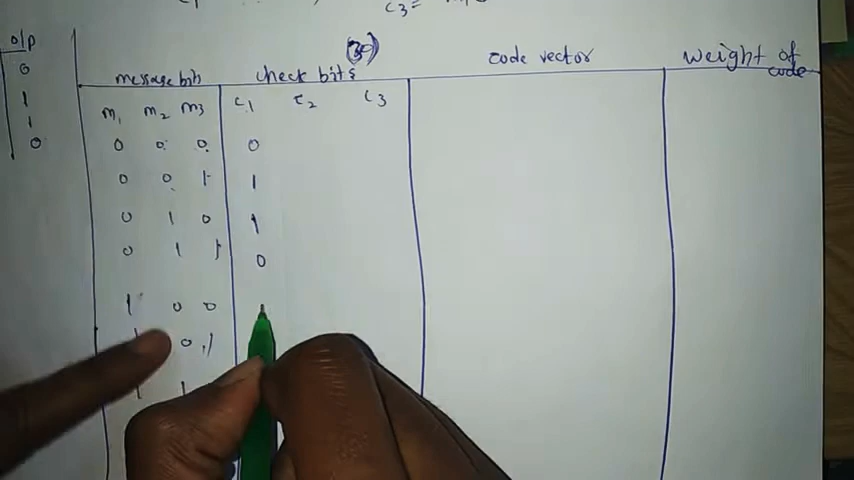 c3 =
(3)
O/P
0
1
1
0
message bits check bits code vector weight of code
m1 m2 m3 c1 c2 c3
0 0 0 0
0 0 1 1
0 1 0 1
0 1 1 0
1 0 0
0 1
1